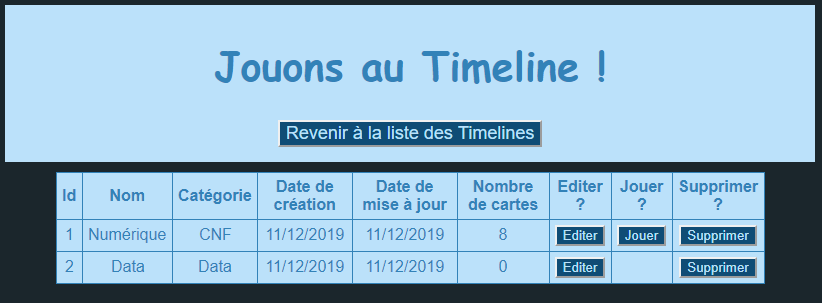 Jouons au Timeline !
Revenir à la liste des Timelines
Id Nom Catégorie Date de création Date de mise à jour Nombre de cartes Editer ? Jouer ? Supprimer ?
1 Numérique CNF 11/12/2019 11/12/2019 8 Editer Jouer Supprimer
2 Data Data 11/12/2019 11/12/2019 0 Editer Supprimer